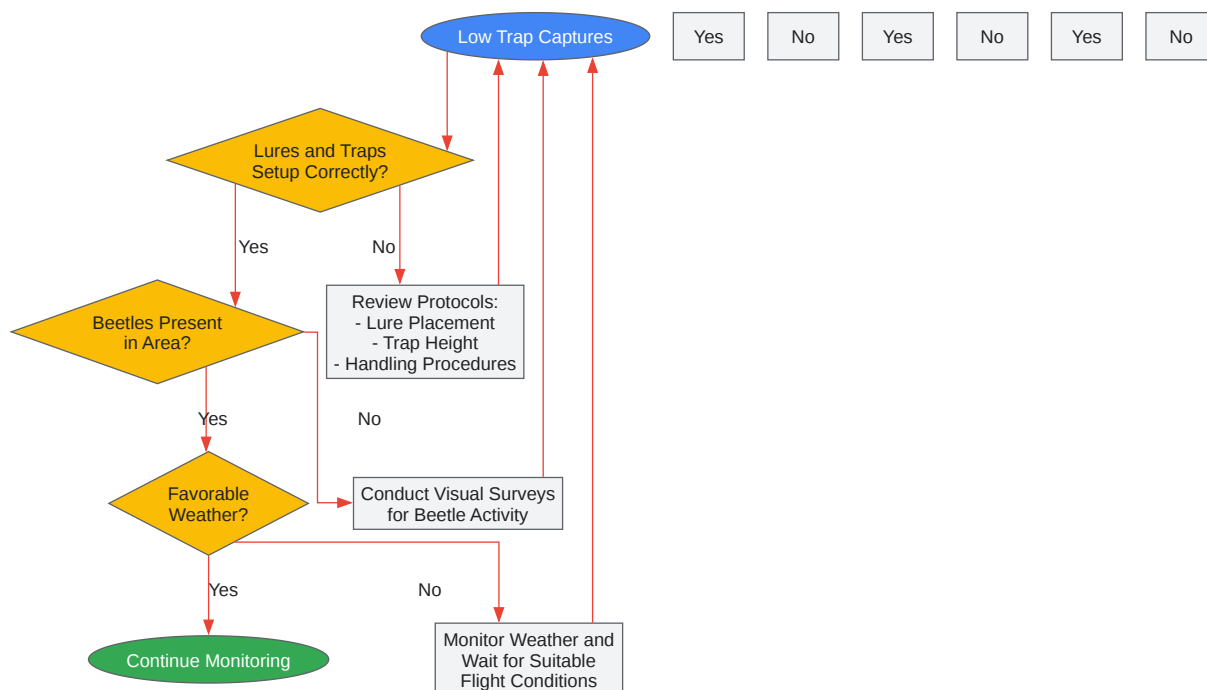 Low Trap Captures
Yes
No
Yes
No
Yes
No
Lures and Traps
Setup Correctly?
Yes
No
Review Protocols:
- Lure Placement
- Trap Height
- Handling Procedures
Beetles Present
in Area?
Yes
No
Favorable
Weather?
Conduct Visual Surveys
for Beetle Activity
Yes
No
Continue Monitoring
Monitor Weather and
Wait for Suitable
Flight Conditions